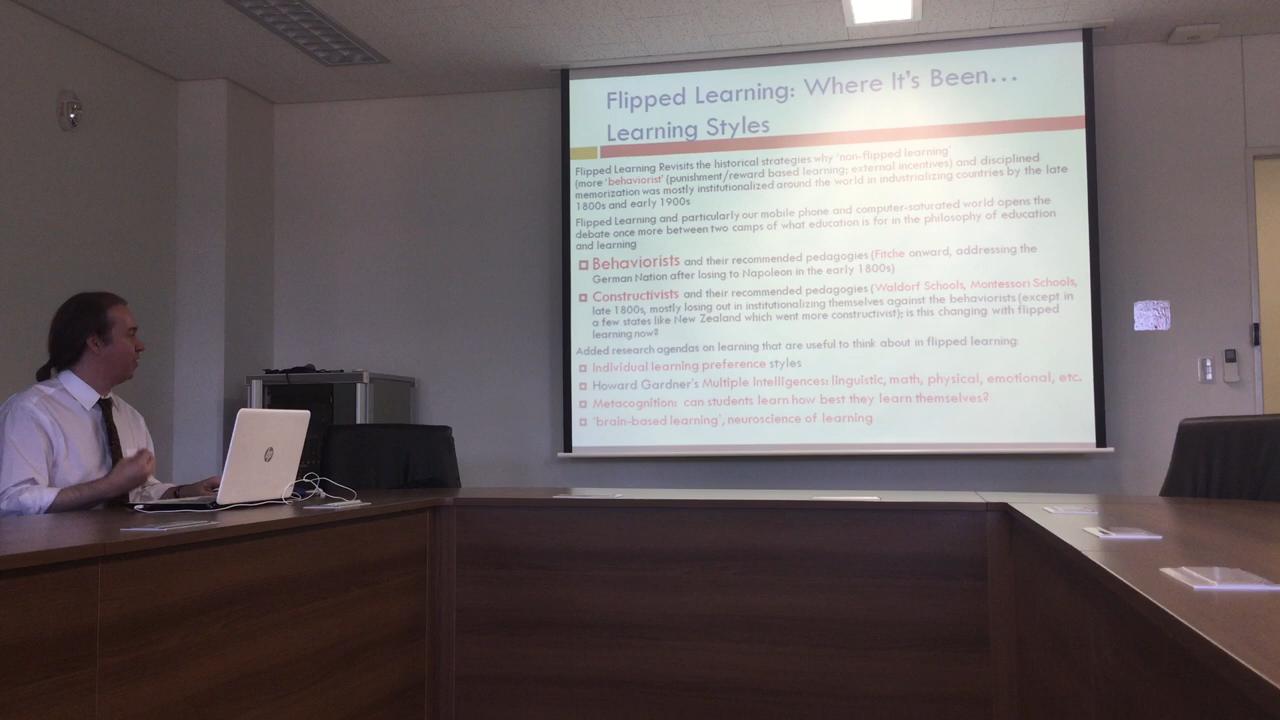 Flipped Learning: Where It's Been...
Learning Styles
Flipped Learning Revisits the historical strategies why 'non-flipped learning'
(more 'behaviorist' (punishment/reward based learning; external incentives) and disciplined
memorization was mostly institutionalized around the world in industrializing countries by the late
1800s and early 1900s
Flipped Learning and particularly our mobile phone and computer-saturated world opens the
debate once more between two camps of what education is for in the philosophy of education
and learning
Behaviorists and their recommended pedagogies (Fitche onward, addressing the
German Nation after losing to Napoleon in the early 1800s)
Constructivists and their recommended pedagogies (Waldorf Schools, Montessori Schools,
late 1800s, mostly losing out in institutionalizing themselves against the behaviorists (except in
a few states like New Zealand which went more constructivist); is this changing with flipped
learning now?
Added research agendas on learning that are useful to think about in flipped learning:
Individual learning preference styles
Howard Gardner's Multiple Intelligences: linguistic, math, physical, emotional, etc.
Metacognition: can students learn how best they learn themselves?
'brain-based learning', neuroscience of learning
hp